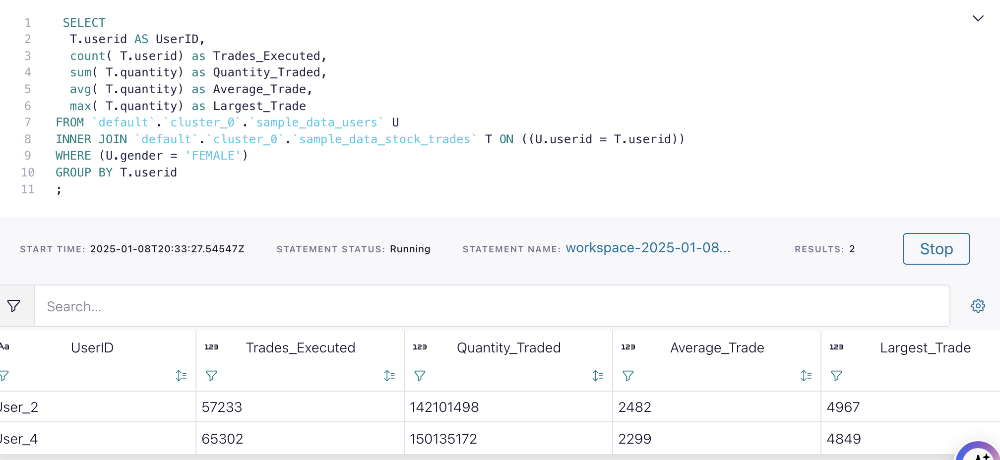 1 SELECT
2 T.userid AS UserID,
3 count( T.userid) as Trades_Executed,
4 sum( T.quantity) as Quantity_Traded,
5 avg( T.quantity) as Average_Trade,
6 max( T.quantity) as Largest_Trade
7 FROM `default`.`cluster_0`.`sample_data_users` U
8 INNER JOIN `default`.`cluster_0`.`sample_data_stock_trades` T ON ((U.userid = T.userid))
9 WHERE (U.gender = 'FEMALE')
10 GROUP BY T.userid
11 ;
START TIME: 2025-01-08T20:33:27.54547Z STATEMENT STATUS: Running STATEMENT NAME: workspace-2025-01-08... RESULTS: 2 Stop
Search...
Aa UserID 123 Trades_Executed 123 Quantity_Traded 123 Average_Trade 123 Largest_Trade
User_2 57233 142101498 2482 4967
User_4 65302 150135172 2299 4849